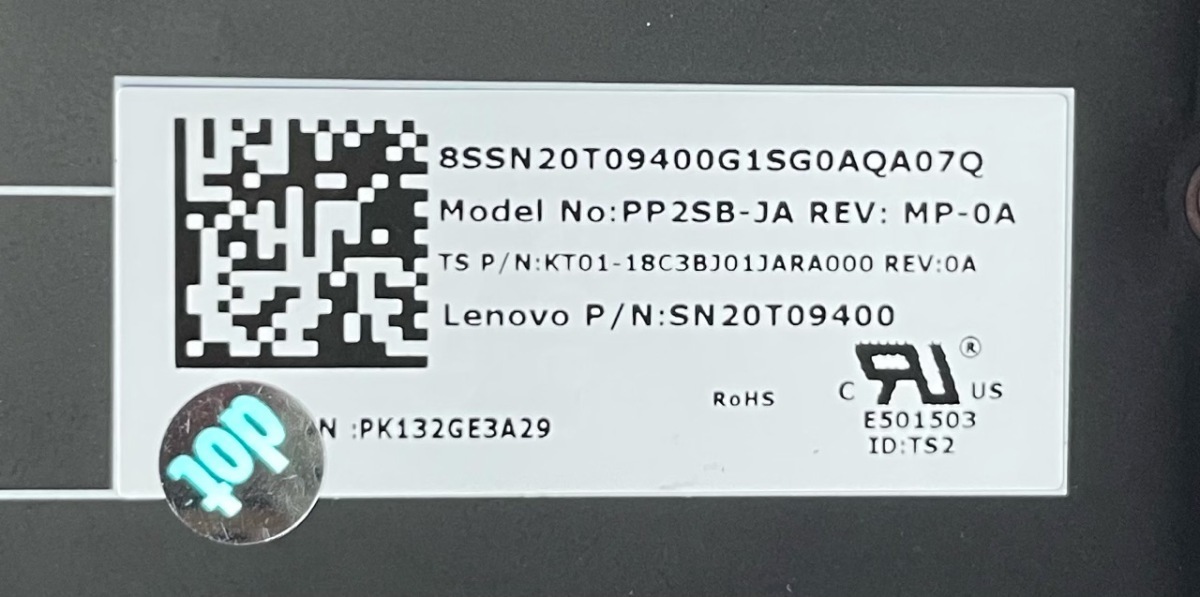 8SSN20T09400G1SG0AQA07Q
Model No:PP2SB-JA REV: MP-0A
TS P/N:KT01-18C3BJ01JARA000 REV:0A
Lenovo P/N:SN20T09400
RoHS
C RU ® US
E501503
ID:TS2
N :PK132GE3A29
top